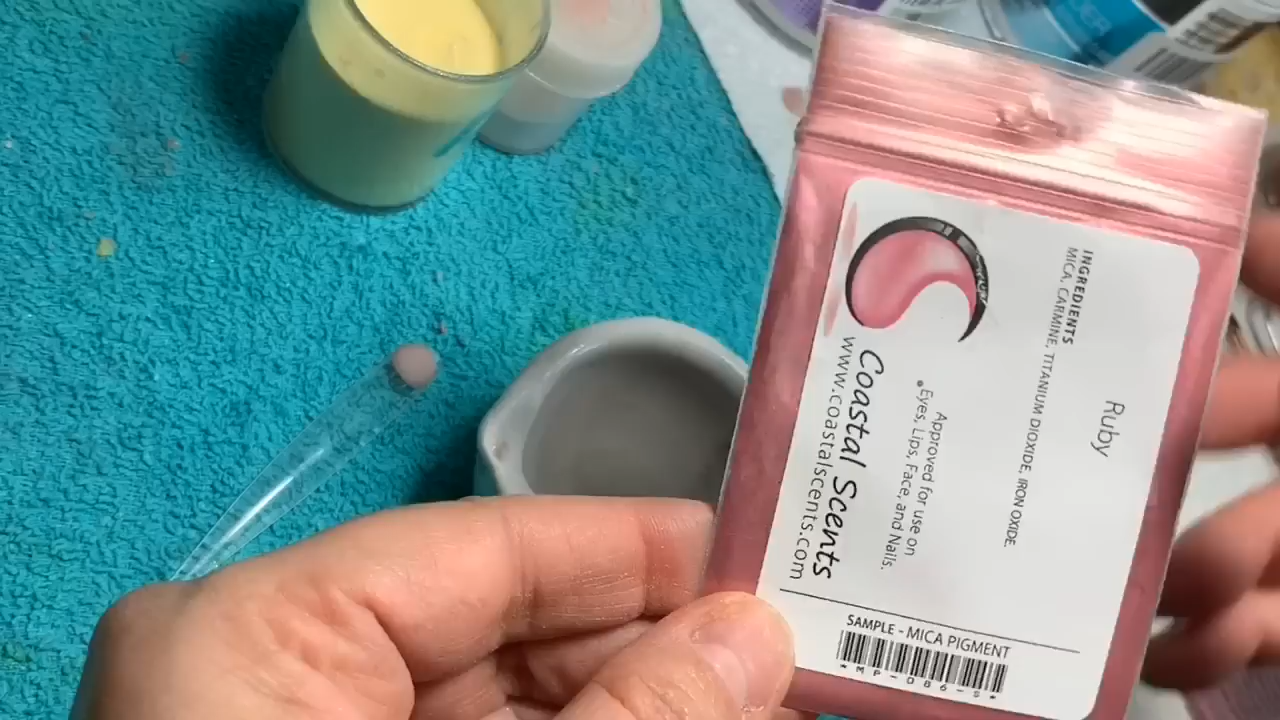 Ruby
INGREDIENTS
MICA, CARMINE, TITANIUM DIOXIDE, IRON OXIDE.
Approved for use on
•Eyes, Lips, Face, and Nails.
Coastal Scents
www.coastalscents.com
SAMPLE - MICA PIGMENT
*MP-086-S*